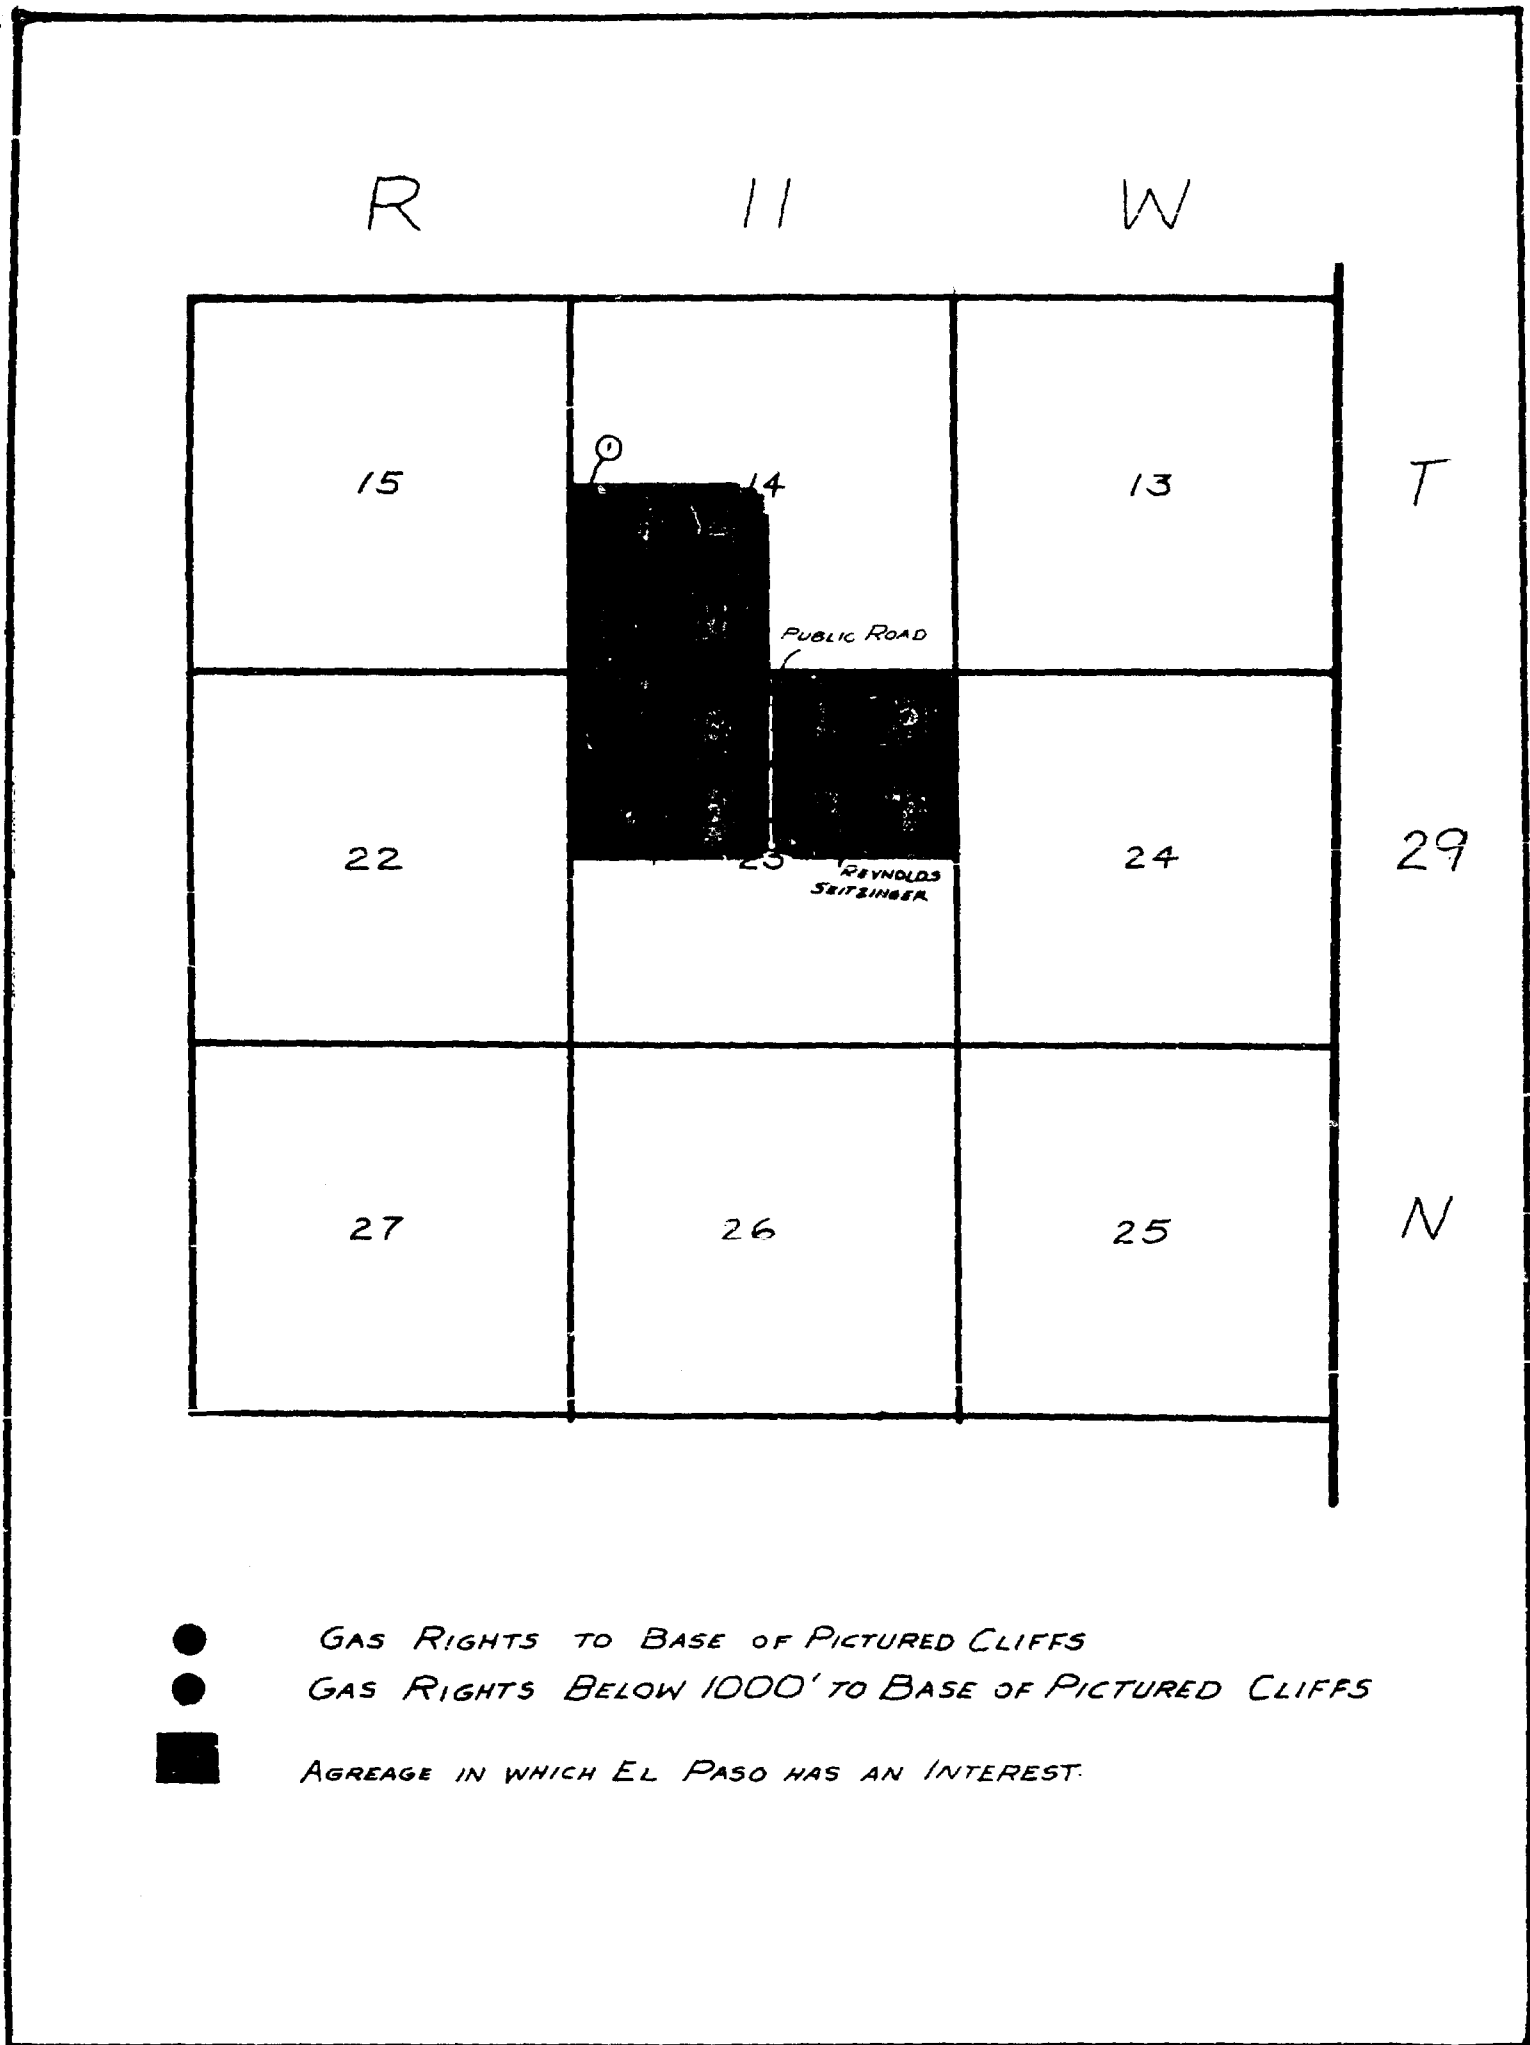 R 11 W
15 14 13 T
1
PUBLIC ROAD
22 23 24 29
REYNOLDS
SEITZINGER
27 26 25 N
GAS RIGHTS TO BASE OF PICTURED CLIFFS
GAS RIGHTS BELOW 1000' TO BASE OF PICTURED CLIFFS
AGREAGE IN WHICH EL PASO HAS AN INTEREST.